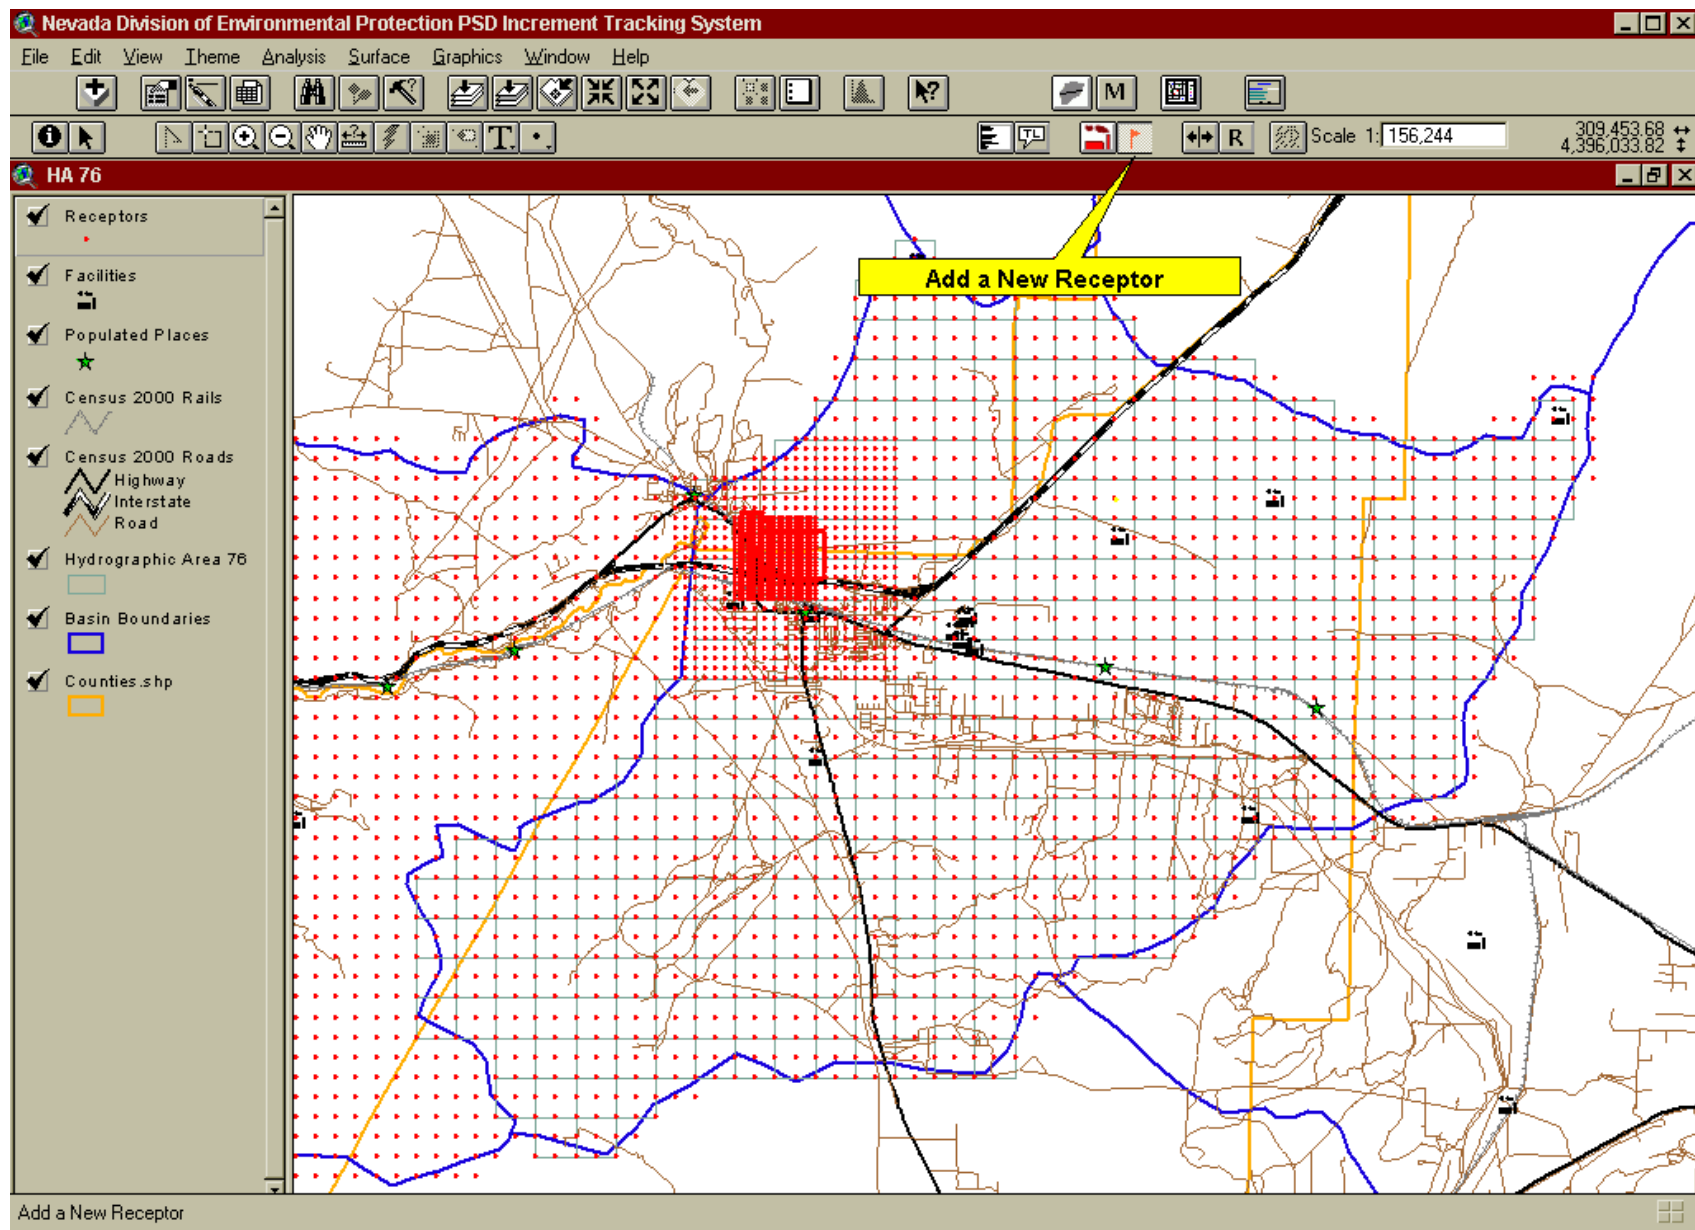 Nevada Division of Environmental Protection PSD Increment Tracking System
File Edit View Theme Analysis Surface Graphics Window Help
M
?
T TL R Scale 1: 156,244 309,453.68
4,396,033.82
HA 76
Receptors
Facilities
Populated Places
Census 2000 Rails
Census 2000 Roads
Highway
Interstate
Road
Hydrographic Area 76
Basin Boundaries
Counties.shp
Add a New Receptor
Add a New Receptor